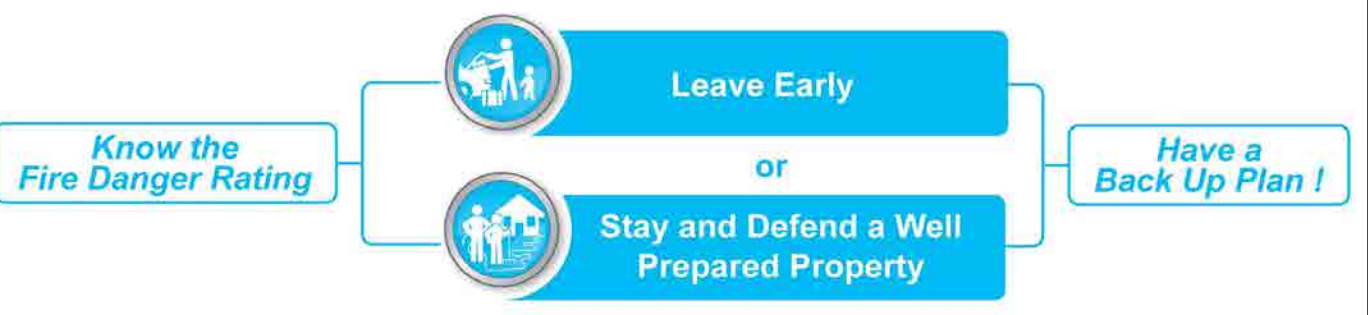 Know the
Fire Danger Rating
Leave Early
or
Stay and Defend a Well
Prepared Property
Have a
Back Up Plan !